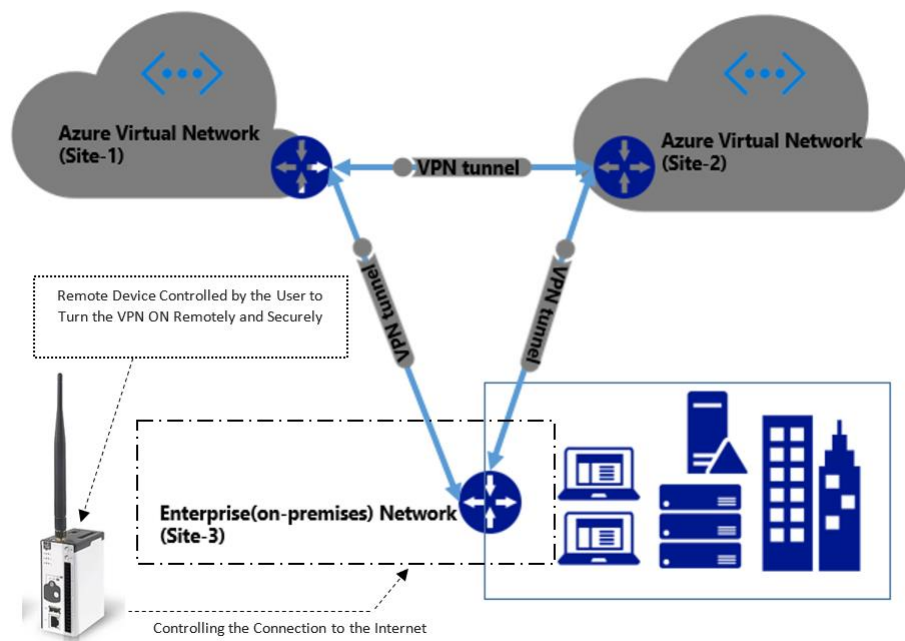 Azure Virtual Network
(Site-1)
VPN tunnel
Azure Virtual Network
(Site-2)
VPN tunnel
VPN tunnel
Remote Device Controlled by the User to
Turn the VPN ON Remotely and Securely
Enterprise(on-premises) Network
(Site-3)
Controlling the Connection to the Internet